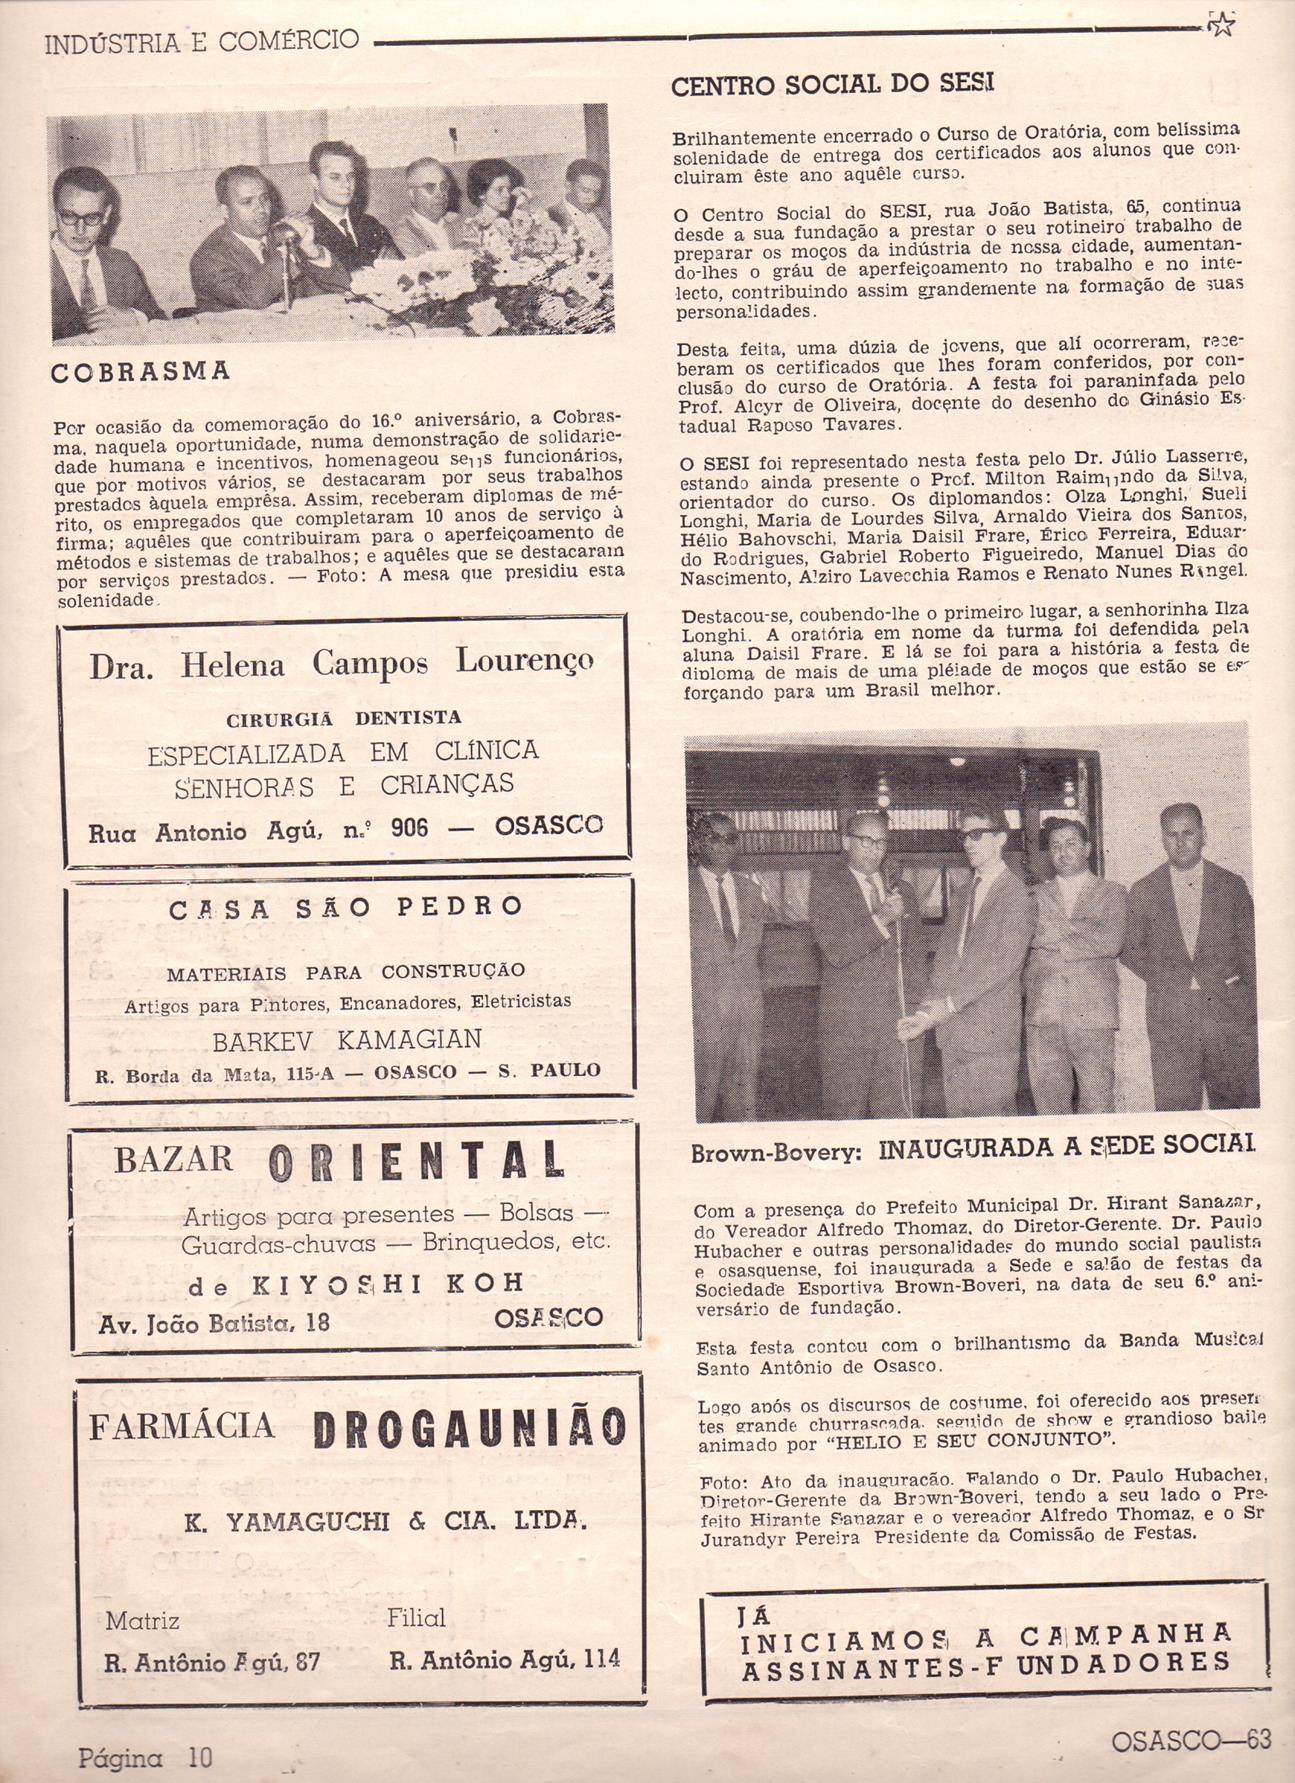 INDÚSTRIA E COMÉRCIO
COBRASMA
Por ocasião da comemoração do 16.º aniversário, a Cobras-
ma, naquela oportunidade, numa demonstração de solidarie-
dade humana e incentivos, homenageou seus funcionários,
que por motivos vários, se destacaram por seus trabalhos
prestados àquela emprêsa. Assim, receberam diplomas de mé-
rito, os empregados que completaram 10 anos de serviço à
firma; aquêles que contribuiram para o aperfeiçoamento de
métodos e sistemas de trabalhos; e aquêles que se destacaram
por serviços prestados. — Foto: A mesa que presidiu esta
solenidade.
Dra. Helena Campos Lourenço
CIRURGIÃ DENTISTA
ESPECIALIZADA EM CLÍNICA
SENHORAS E CRIANÇAS
Rua Antonio Agú, n.º 906 — OSASCO
CASA SÃO PEDRO
MATERIAIS PARA CONSTRUÇÃO
Artigos para Pintores, Encanadores, Eletricistas
BARKEV KAMAGIAN
R. Borda da Mata, 115-A — OSASCO — S. PAULO
BAZAR ORIENTAL
Artigos para presentes — Bolsas —
Guardas-chuvas — Brinquedos, etc.
de KIYOSHI KOH
Av. João Batista, 18 OSASCO
FARMÁCIA DROGAUNIÃO
K. YAMAGUCHI & CIA. LTDA.
Matriz Filial
R. Antônio Agú, 87 R. Antônio Agú, 114
CENTRO SOCIAL DO SESI
Brilhantemente encerrado o Curso de Oratória, com belíssima
solenidade de entrega dos certificados aos alunos que con-
cluiram êste ano aquêle curso.
O Centro Social do SESI, rua João Batista, 65, continua
desde a sua fundação a prestar o seu rotineiro trabalho de
preparar os moços da indústria de nossa cidade, aumentan-
do-lhes o gráu de aperfeiçoamento no trabalho e no inte-
lecto, contribuindo assim grandemente na formação de suas
personalidades.
Desta feita, uma dúzia de jovens, que alí ocorreram, rece-
beram os certificados que lhes foram conferidos, por con-
clusão do curso de Oratória. A festa foi paraninfada pelo
Prof. Alcyr de Oliveira, docente do desenho do Ginásio Es-
tadual Raposo Tavares.
O SESI foi representado nesta festa pelo Dr. Júlio Lasserre,
estando ainda presente o Prof. Milton Raimundo da Silva,
orientador do curso. Os diplomandos: Olza Longhi, Sueli
Longhi, Maria de Lourdes Silva, Arnaldo Vieira dos Santos,
Hélio Bahovschi, Maria Daisil Frare, Érico Ferreira, Eduar-
do Rodrigues, Gabriel Roberto Figueiredo, Manuel Dias do
Nascimento, Alziro Lavecchia Ramos e Renato Nunes Rangel.
Destacou-se, coubendo-lhe o primeiro lugar, a senhorinha Ilza
Longhi. A oratória em nome da turma foi defendida pela
aluna Daisil Frare. E lá se foi para a história a festa de
diploma de mais de uma plêiade de moços que estão se es-
forçando para um Brasil melhor.
Brown-Bovery: INAUGURADA A SEDE SOCIAL
Com a presença do Prefeito Municipal Dr. Hirant Sanazar,
do Vereador Alfredo Thomaz, do Diretor-Gerente. Dr. Paulo
Hubacher e outras personalidades do mundo social paulista
e osasquense, foi inaugurada a Sede e salão de festas da
Sociedade Esportiva Brown-Boveri, na data de seu 6.º ani-
versário de fundação.
Esta festa contou com o brilhantismo da Banda Musical
Santo Antônio de Osasco.
Logo após os discursos de costume, foi oferecido aos presen-
tes grande churrascada, seguido de show e grandioso baile
animado por "HELIO E SEU CONJUNTO".
Foto: Ato da inauguracão. Falando o Dr. Paulo Hubacher,
Diretor-Gerente da Brown-Boveri, tendo a seu lado o Pre-
feito Hirante Sanazar e o vereador Alfredo Thomaz, e o Sr
Jurandyr Pereira Presidente da Comissão de Festas.
JÁ
INICIAMOS A CAMPANHA
ASSINANTES-FUNDADORES
Página 10
OSASCO—63